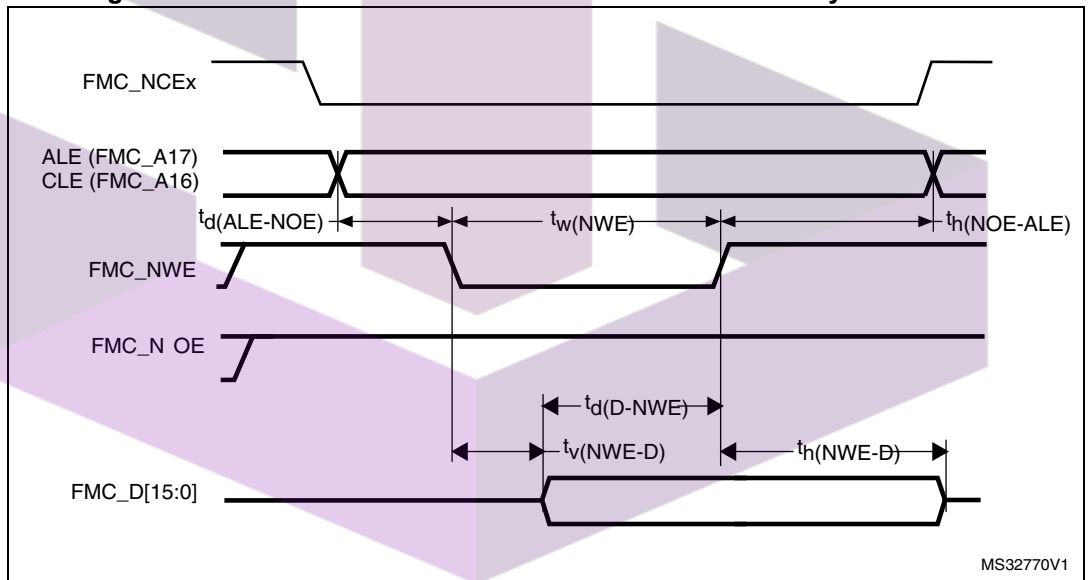 FMC_NCEx
ALE (FMC_A17)
CLE (FMC_A16)
td(ALE-NOE)
tw(NWE)
th(NOE-ALE)
FMC_NWE
FMC_N OE
td(D-NWE)
tv(NWE-D)
th(NWE-D)
FMC_D[15:0]
MS32770V1